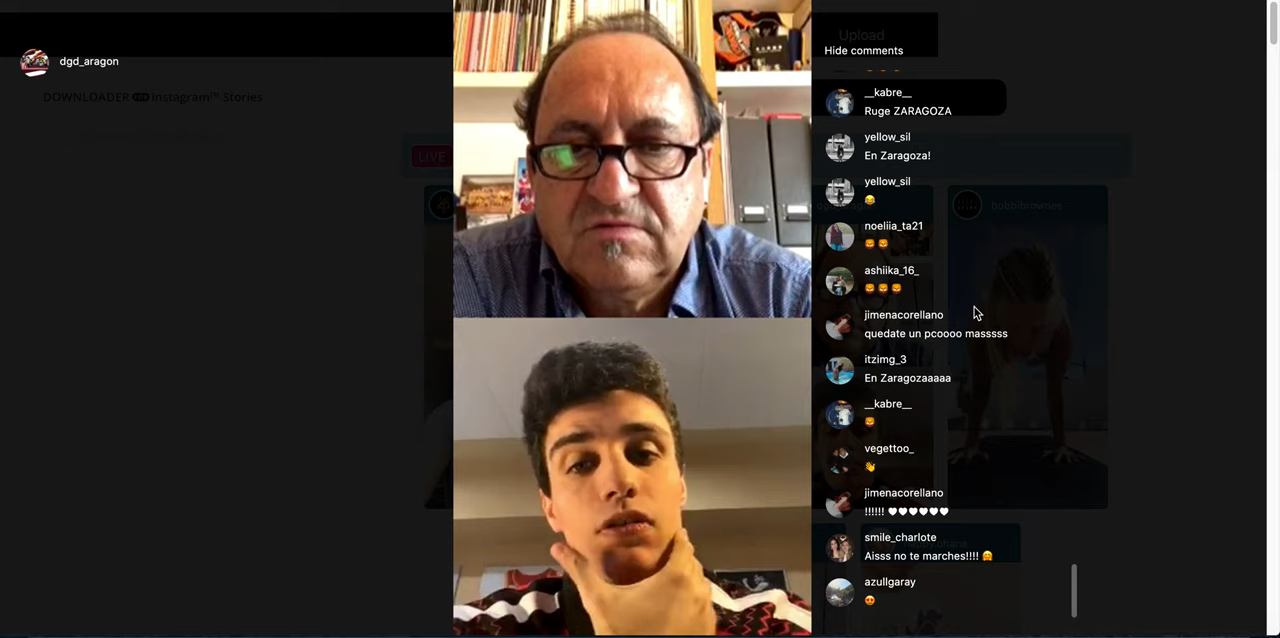 Upload
Hide comments
dgd_aragon
DOWNLOADER Instagram™ Stories
LIVE
__kabre__
Ruge ZARAGOZA
yellow_sil
En Zaragoza!
yellow_sil
😂
noeliia_ta21
🦁🦁
ashiika_16_
🦁🦁🦁
jimenacorellano
quedate un pcoooo masssss
itzimg_3
En Zaragozaaaaa
__kabre__
🦁
vegettoo_
👋
jimenacorellano
!!!!!! 🤍🤍🤍🤍🤍🤍
smile_charlote
Aisss no te marches!!!! 🤗
azullgaray
😍
bobbibrownes